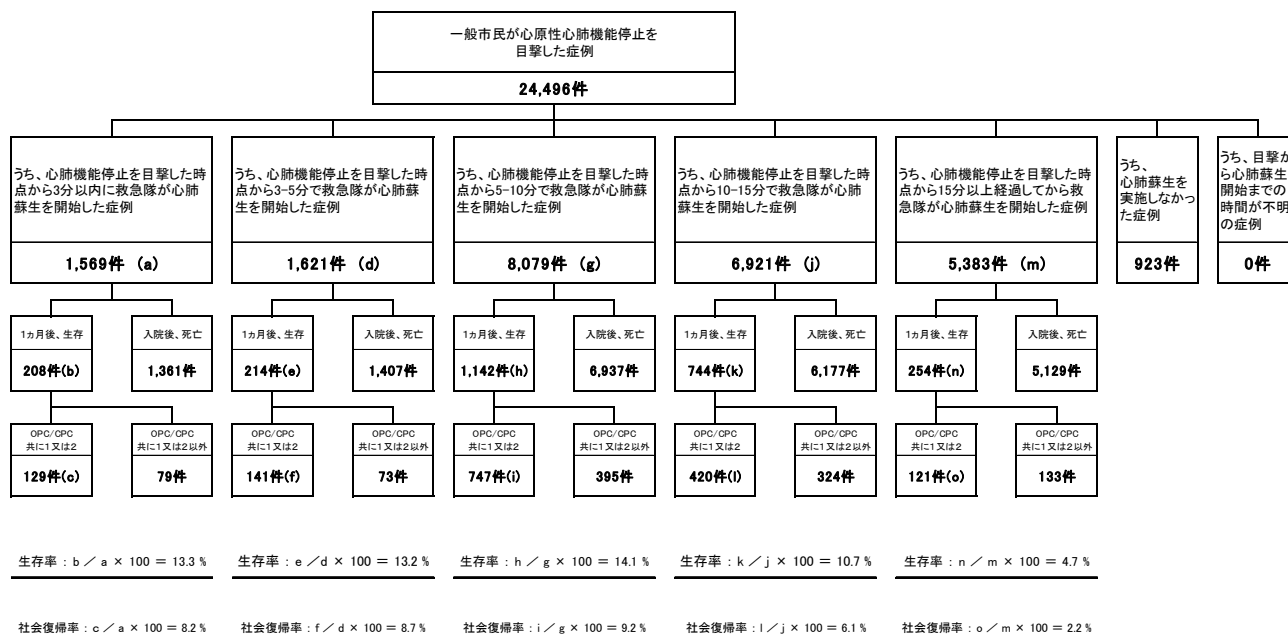 一般市民が心原性心肺機能停止を
目撃した症例
24,496件
うち、心肺機能停止を目撃した時
点から3分以内に救急隊が心肺
蘇生を開始した症例
1,569件 (a)
うち、心肺機能停止を目撃した時
点から3-5分で救急隊が心肺蘇
生を開始した症例
1,621件 (d)
うち、心肺機能停止を目撃した時
点から5-10分で救急隊が心肺蘇
生を開始した症例
8,079件 (g)
うち、心肺機能停止を目撃した時
点から10-15分で救急隊が心肺
蘇生を開始した症例
6,921件 (j)
うち、心肺機能停止を目撃した時
点から15分以上経過してから救
急隊が心肺蘇生を開始した症例
5,383件 (m)
うち、
心肺蘇生を
実施しなかっ
た症例
923件
うち、目撃か
ら心肺蘇生
開始までの
時間が不明
の症例
0件
1ヵ月後、生存
208件(b)
入院後、死亡
1,361件
1ヵ月後、生存
214件(e)
入院後、死亡
1,407件
1ヵ月後、生存
1,142件(h)
入院後、死亡
6,937件
1ヵ月後、生存
744件(k)
入院後、死亡
6,177件
1ヵ月後、生存
254件(n)
入院後、死亡
5,129件
OPC/CPC
共に1又は2
129件(c)
OPC/CPC
共に1又は2以外
79件
OPC/CPC
共に1又は2
141件(f)
OPC/CPC
共に1又は2以外
73件
OPC/CPC
共に1又は2
747件(i)
OPC/CPC
共に1又は2以外
395件
OPC/CPC
共に1又は2
420件(l)
OPC/CPC
共に1又は2以外
324件
OPC/CPC
共に1又は2
121件(o)
OPC/CPC
共に1又は2以外
133件
生存率：b ／ a × 100 ＝ 13.3 %
生存率：e ／d × 100 ＝ 13.2 %
生存率：h ／ g × 100 ＝ 14.1 %
生存率：k ／ j × 100 ＝ 10.7 %
生存率：n ／ m × 100 ＝ 4.7 %
社会復帰率：c ／ a × 100 ＝ 8.2 %
社会復帰率：f ／ d × 100 ＝ 8.7 %
社会復帰率：i ／ g × 100 ＝ 9.2 %
社会復帰率：l ／ j × 100 ＝ 6.1 %
社会復帰率：o ／ m × 100 ＝ 2.2 %